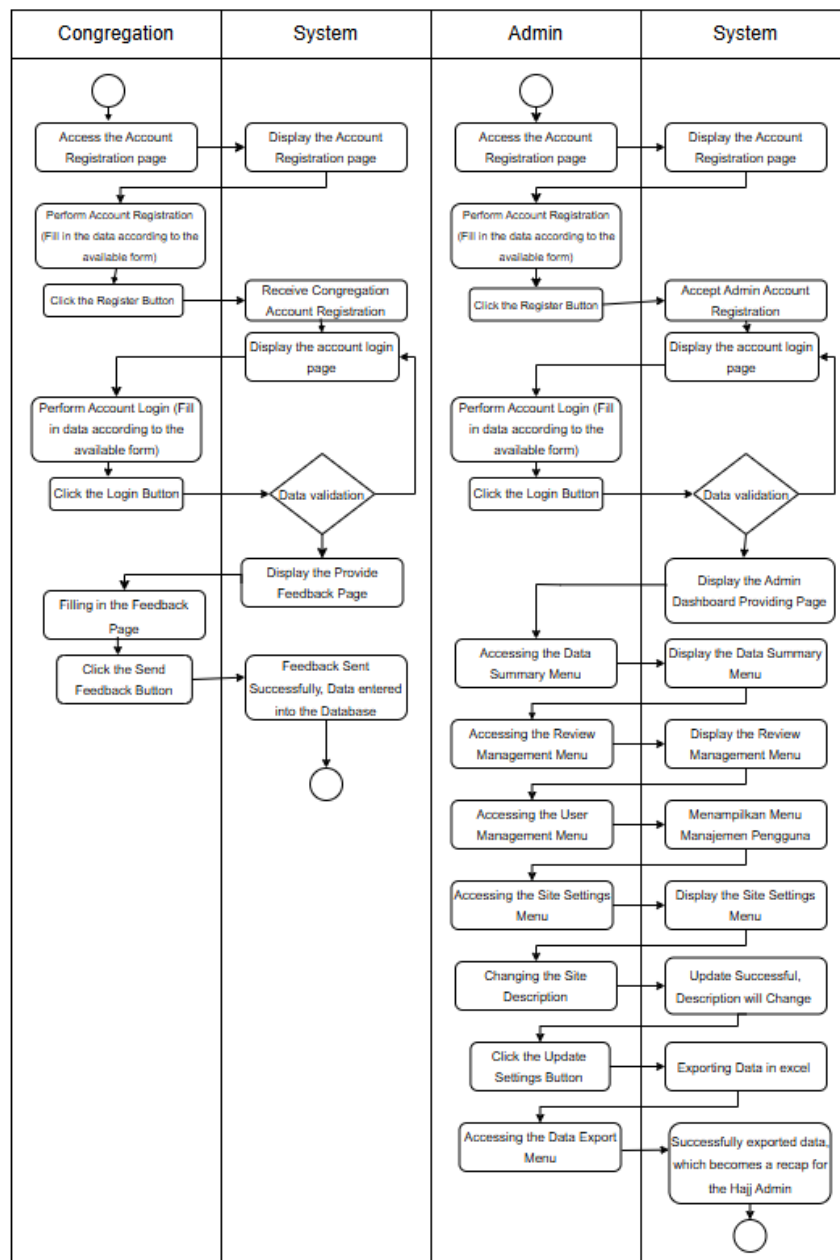 Congregation
System
Admin
System
Access the Account
Registration page
Display the Account
Registration page
Perform Account Registration
(Fill in the data according to the
available form)
Click the Register Button
Receive Congregation
Account Registration
Display the account login
page
Perform Account Login (Fill
in data according to the
available form)
Click the Login Button
Data validation
Display the Provide
Feedback Page
Filling in the Feedback
Page
Click the Send
Feedback Button
Feedback Sent
Successfully, Data entered
into the Database
Access the Account
Registration page
Display the Account
Registration page
Perform Account Registration
(Fill in the data according to the
available form)
Click the Register Button
Accept Admin Account
Registration
Display the account login
page
Perform Account Login (Fill
in data according to the
available form)
Click the Login Button
Data validation
Display the Admin
Dashboard Providing Page
Accessing the Data
Summary Menu
Display the Data Summary
Menu
Accessing the Review
Management Menu
Display the Review
Management Menu
Accessing the User
Management Menu
Menampilkan Menu
Manajemen Pengguna
Accessing the Site Settings
Menu
Display the Site Settings
Menu
Changing the Site
Description
Update Successful,
Description will Change
Click the Update
Settings Button
Exporting Data in excel
Accessing the Data Export
Menu
Successfully exported data,
which becomes a recap for
the Hajj Admin